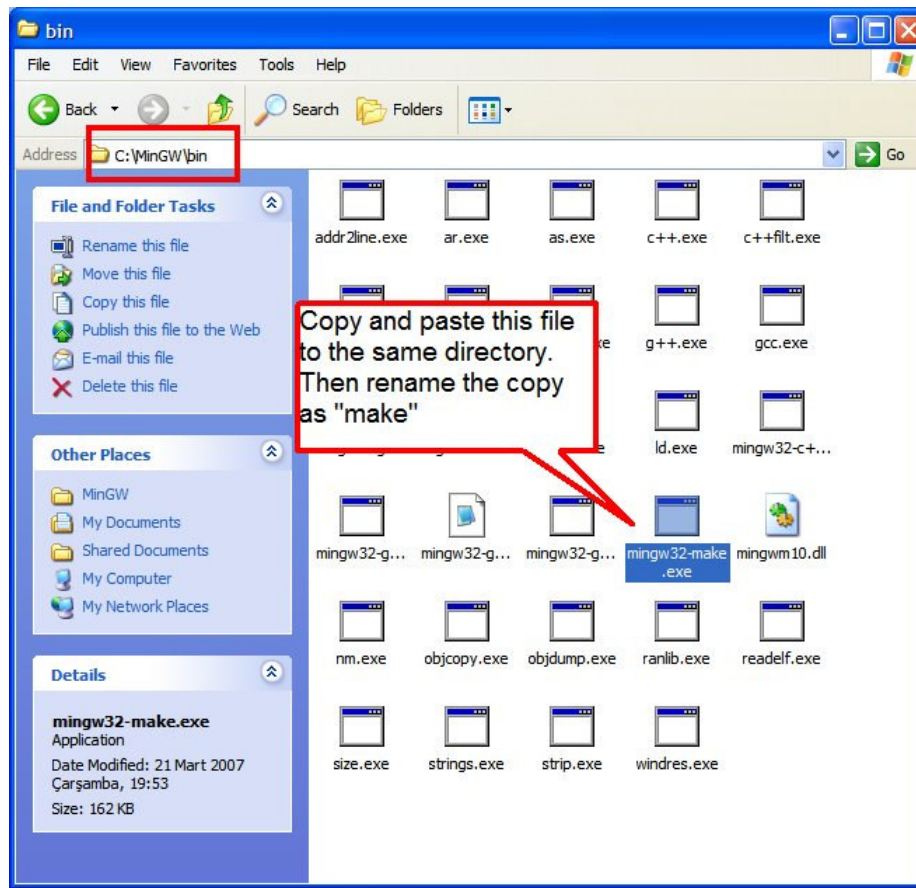 bin
File Edit View Favorites Tools Help
Back Search Folders
Address C:\MinGW\bin Go
File and Folder Tasks
Rename this file
Move this file
Copy this file
Publish this file to the Web
E-mail this file
Delete this file
Other Places
MinGW
My Documents
Shared Documents
My Computer
My Network Places
Details
mingw32-make.exe
Application
Date Modified: 21 Mart 2007
Çarşamba, 19:53
Size: 162 KB
addr2line.exe ar.exe as.exe c++.exe c++filt.exe
g++.exe gcc.exe
Copy and paste this file
to the same directory.
Then rename the copy
as "make"
ld.exe mingw32-c+...
mingw32-g... mingw32-g... mingw32-g... mingw32-make mingwm10.dll
.exe
nm.exe objcopy.exe objdump.exe ranlib.exe readelf.exe
size.exe strings.exe strip.exe windres.exe